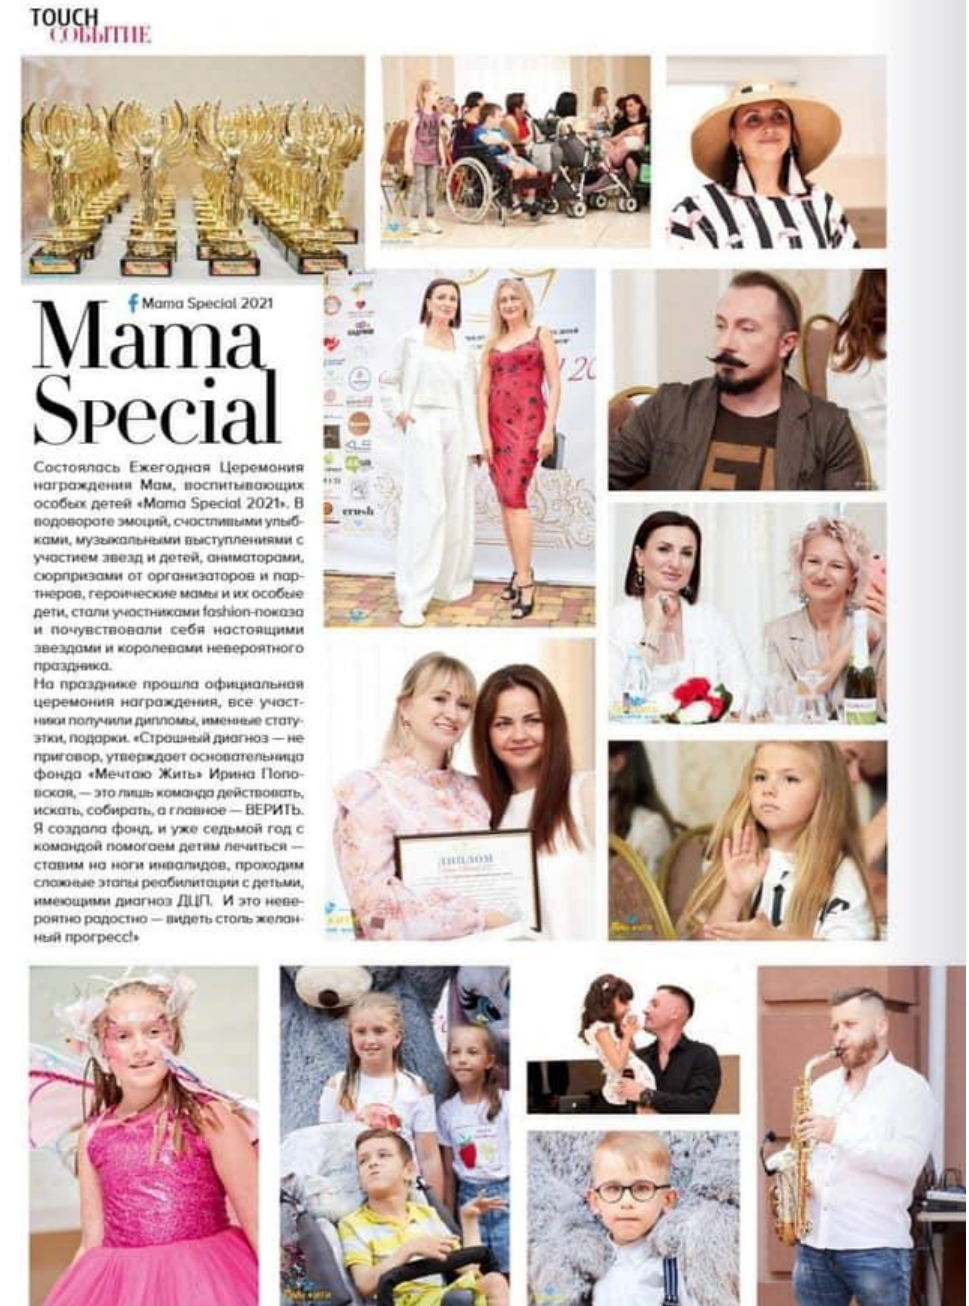 TOUCH
СОБЫТИЕ
Mama Special 2021
Mama
Special
Состоялась Ежегодная Церемония
награждения Мам, воспитывающих
особых детей «Mama Special 2021». В
водовороте эмоций, счастливыми улыб-
ками, музыкальными выступлениями с
участием звезд и детей, аниматорами,
сюрпризами от организаторов и пар-
тнеров, героические мамы и их особые
дети, стали участниками fashion-показа
и почувствовали себя настоящими
звездами и королевами невероятного
праздника.
На празднике прошла официальная
церемония награждения, все участ-
ники получили дипломы, именные стату-
этки, подарки. «Страшный диагноз — не
приговор, утверждает основательница
фонда «Мечтаю Жить» Ирина Попо-
вская, — это лишь команда действовать,
искать, собирать, а главное — ВЕРИТЬ.
Я создала фонд, и уже седьмой год с
командой помогаем детям лечиться —
ставим на ноги инвалидов, проходим
сложные этапы реабилитации с детьми,
имеющими диагноз ДЦП. И это неве-
роятно радостно — видеть столь желан-
ный прогресс!»
crush
ДИПЛОМ